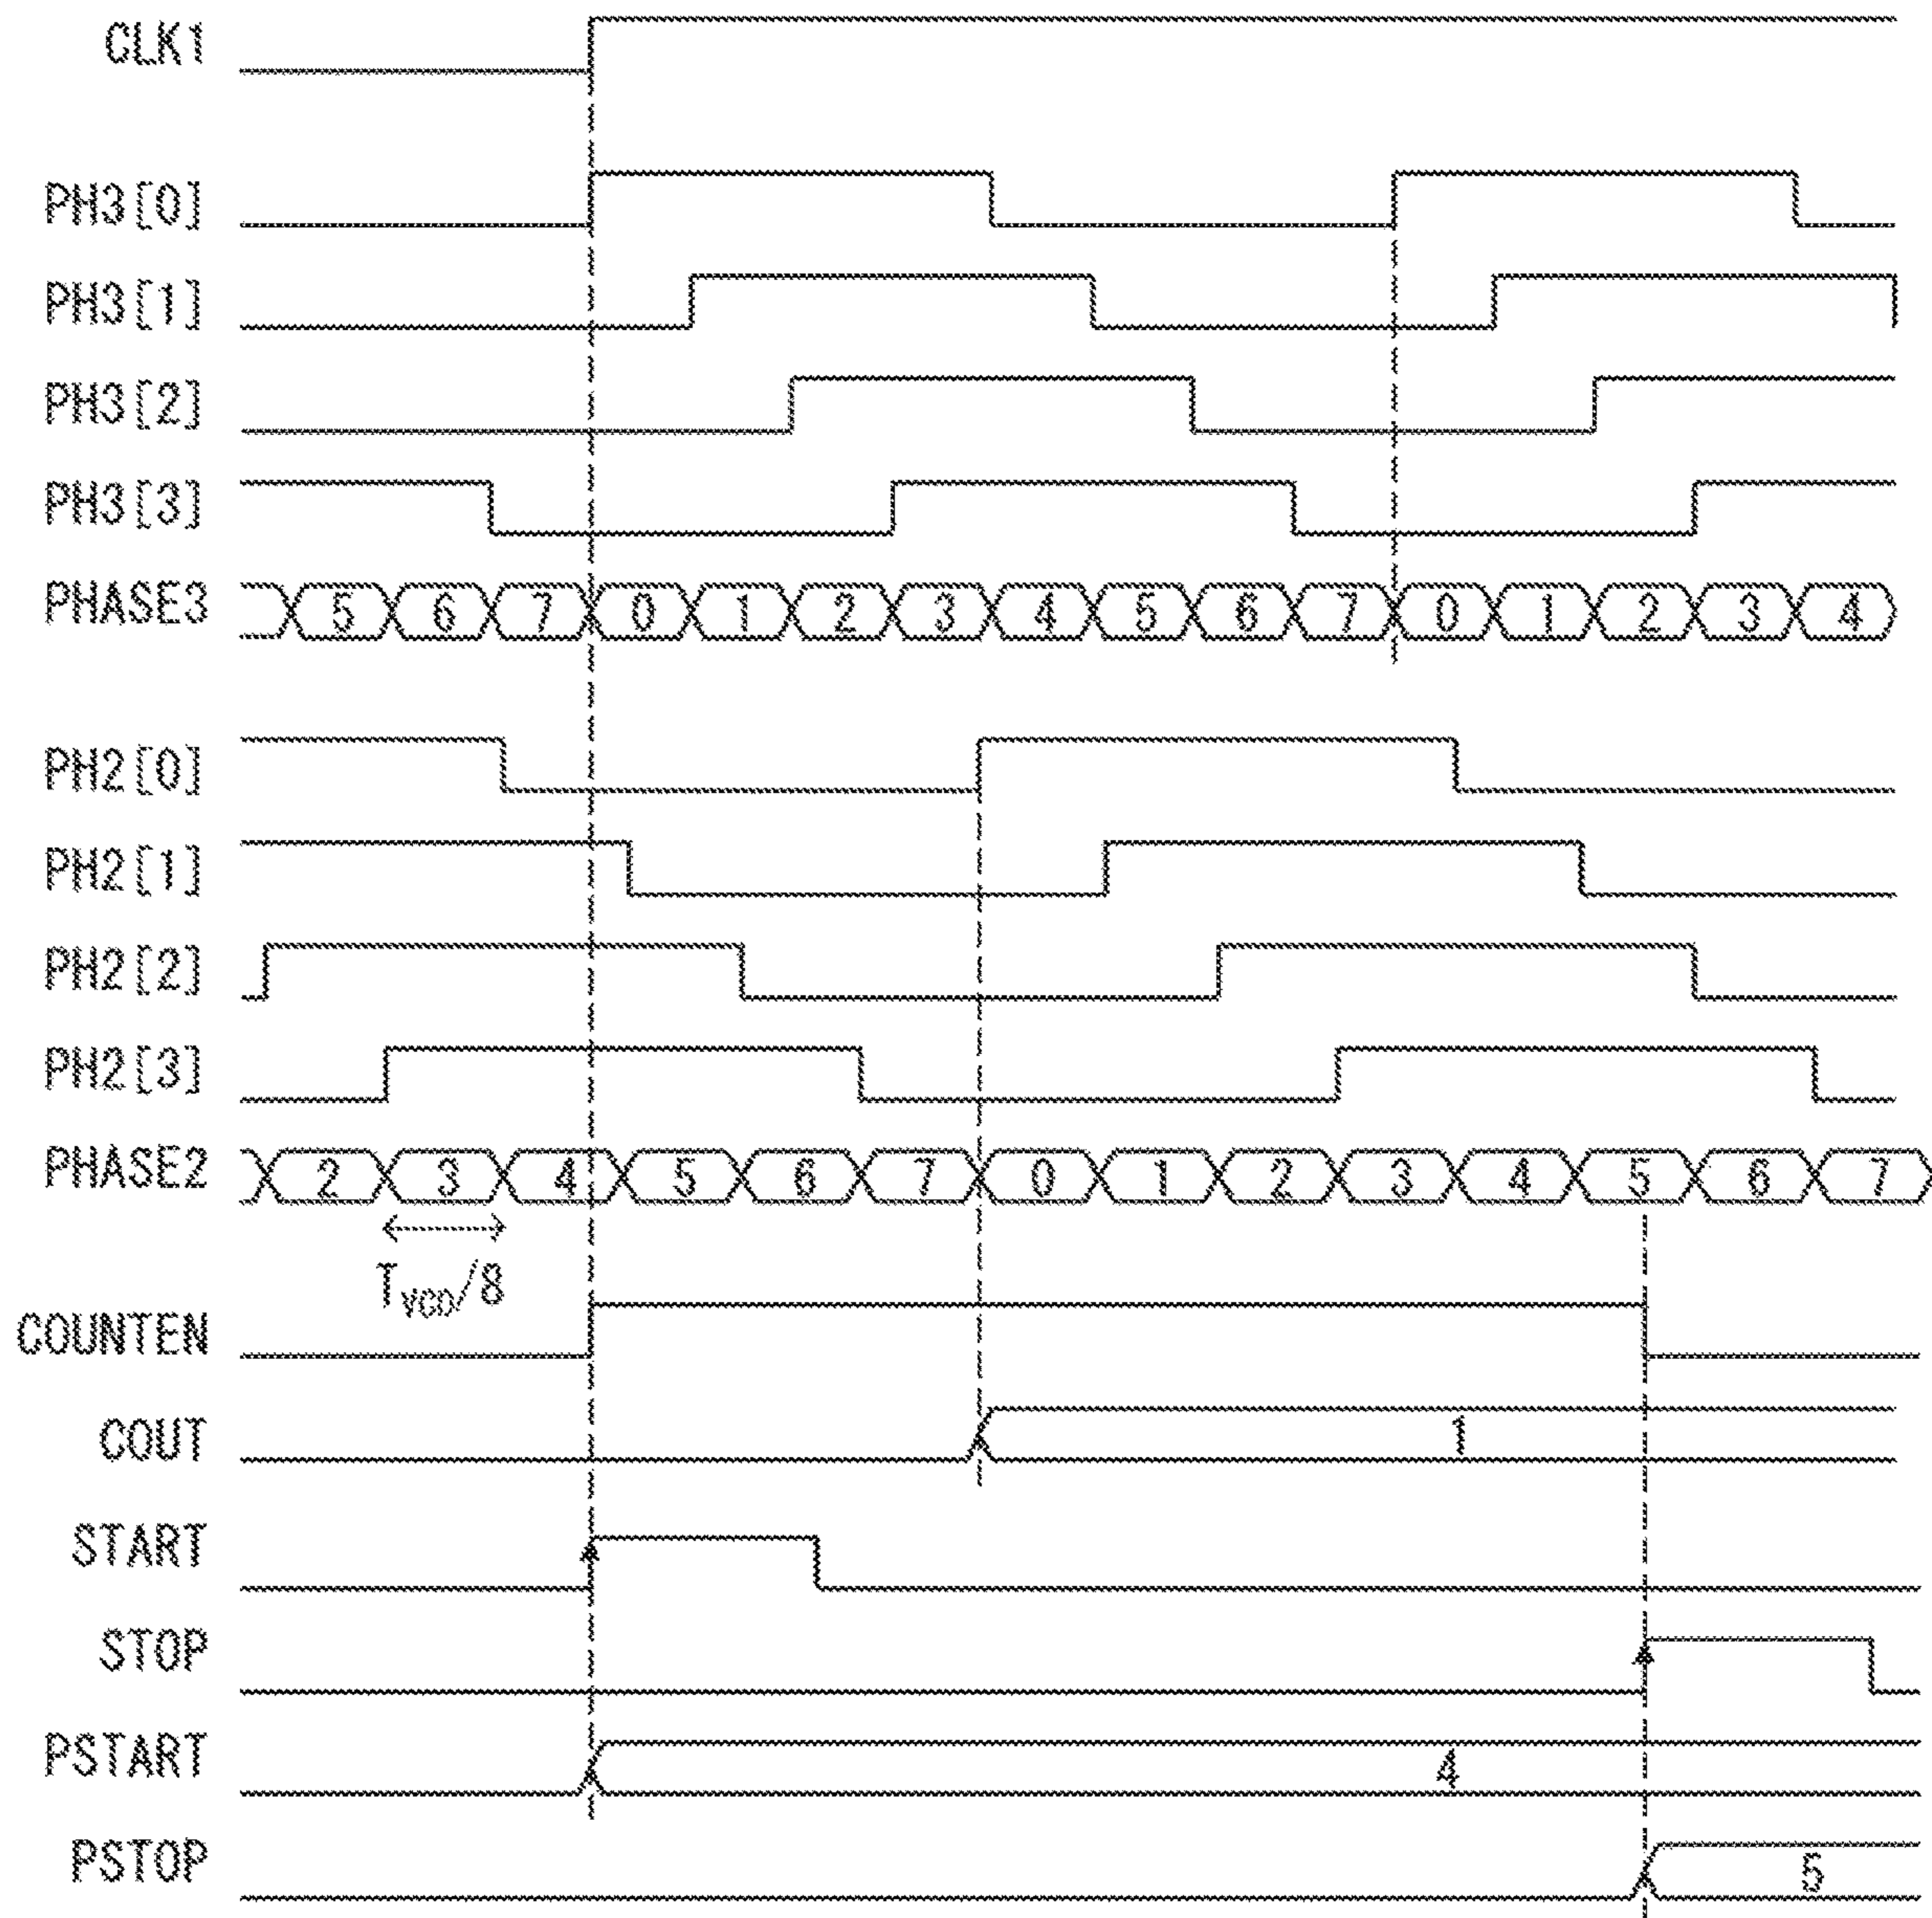 CLK1
PH3[0]
PH3[1]
PH3[2]
PH3[3]
PHASE3 5 6 7 0 1 2 3 4 5 6 7 0 1 2 3 4
PH2[0]
PH2[1]
PH2[2]
PH2[3]
PHASE2 2 3 4 5 6 7 0 1 2 3 4 5 6 7
TVCO/8
COUNTEN
COUT 1
START
STOP
PSTART 4
PSTOP 5